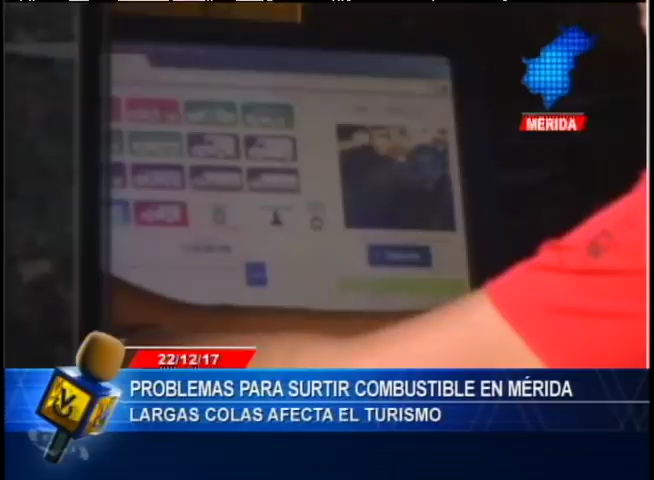 MÉRIDA
22/12/17
PROBLEMAS PARA SURTIR COMBUSTIBLE EN MÉRIDA
LARGAS COLAS AFECTA EL TURISMO